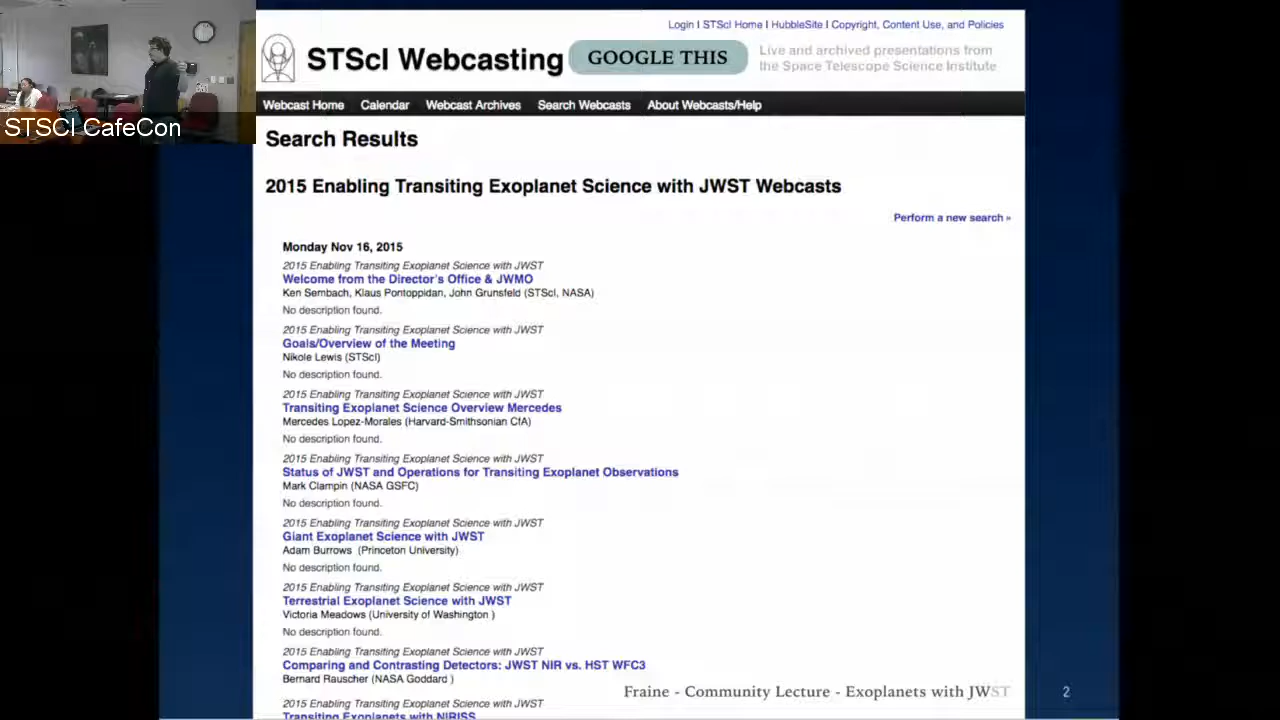 Login I STScI Home I HubbleSite I Copyright, Content Use, and Policies
STScI Webcasting
GOOGLE THIS
Live and archived presentations from
the Space Telescope Science Institute
Webcast Home Calendar Webcast Archives Search Webcasts About Webcasts/Help
STSCI CafeCon
Search Results
2015 Enabling Transiting Exoplanet Science with JWST Webcasts
Perform a new search »
Monday Nov 16, 2015
2015 Enabling Transiting Exoplanet Science with JWST
Welcome from the Director's Office & JWMO
Ken Sembach, Klaus Pontoppidan, John Grunsfeld (STScI, NASA)
No description found.
2015 Enabling Transiting Exoplanet Science with JWST
Goals/Overview of the Meeting
Nikole Lewis (STScI)
No description found.
2015 Enabling Transiting Exoplanet Science with JWST
Transiting Exoplanet Science Overview Mercedes
Mercedes Lopez-Morales (Harvard-Smithsonian CfA)
No description found.
2015 Enabling Transiting Exoplanet Science with JWST
Status of JWST and Operations for Transiting Exoplanet Observations
Mark Clampin (NASA GSFC)
No description found.
2015 Enabling Transiting Exoplanet Science with JWST
Giant Exoplanet Science with JWST
Adam Burrows (Princeton University)
No description found.
2015 Enabling Transiting Exoplanet Science with JWST
Terrestrial Exoplanet Science with JWST
Victoria Meadows (University of Washington )
No description found.
2015 Enabling Transiting Exoplanet Science with JWST
Comparing and Contrasting Detectors: JWST NIR vs. HST WFC3
Bernard Rauscher (NASA Goddard )
Fraine - Community Lecture - Exoplanets with JWST 2
2015 Enabling Transiting Exoplanet Science with JWST
Transiting Exoplanets with NIRISS